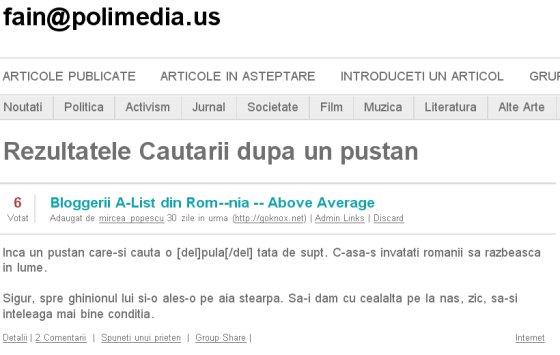 fain@polimedia.us
ARTICOLE PUBLICATE ARTICOLE IN ASTEPTARE INTRODUCETI UN ARTICOL GRUP
Noutati Politica Activism Jurnal Societate Film Muzica Literatura Alte Arte
Rezultatele Cautarii dupa un pustan
6 Bloggerii A-List din Rom--nia -- Above Average
Votat Adaugat de mircea_popescu 30 zile in urma (http://goknox.net) | Admin Links | Discard
Inca un pustan care-si cauta o [del]pula[/del] tata de supt. C-asa-s invatati romanii sa razbeasca
in lume.
Sigur, spre ghinionul lui si-o ales-o pe aia stearpa. Sa-i dam cu cealalta pe la nas, zic, sa-si
inteleaga mai bine conditia.
Detalii | 2 Comentarii | Spuneti unui prieten | Group Share | Internet